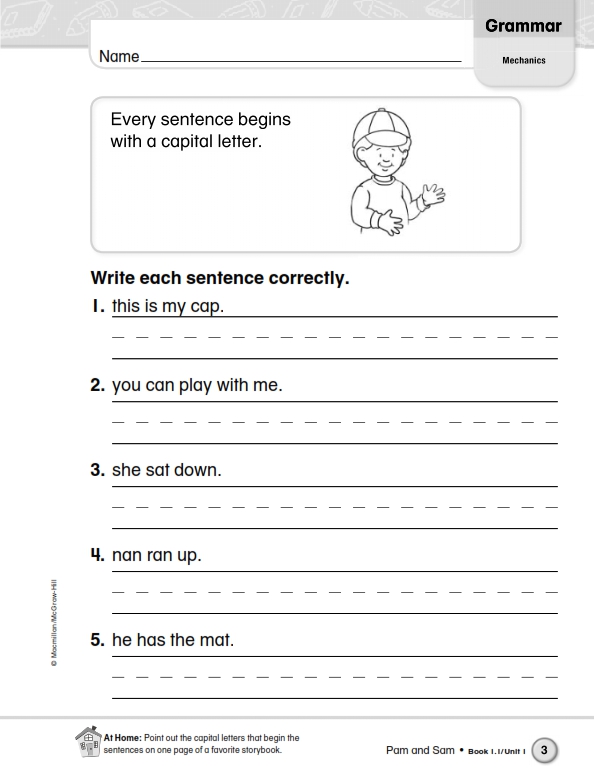 Grammar
Mechanics
Name
Every sentence begins
with a capital letter.
Write each sentence correctly.
1. this is my cap.
2. you can play with me.
3. she sat down.
4. nan ran up.
5. he has the mat.
© Macmillan/McGraw-Hill
At Home: Point out the capital letters that begin the
sentences on one page of a favorite storybook.
Pam and Sam • Book 1.1/Unit 1 3